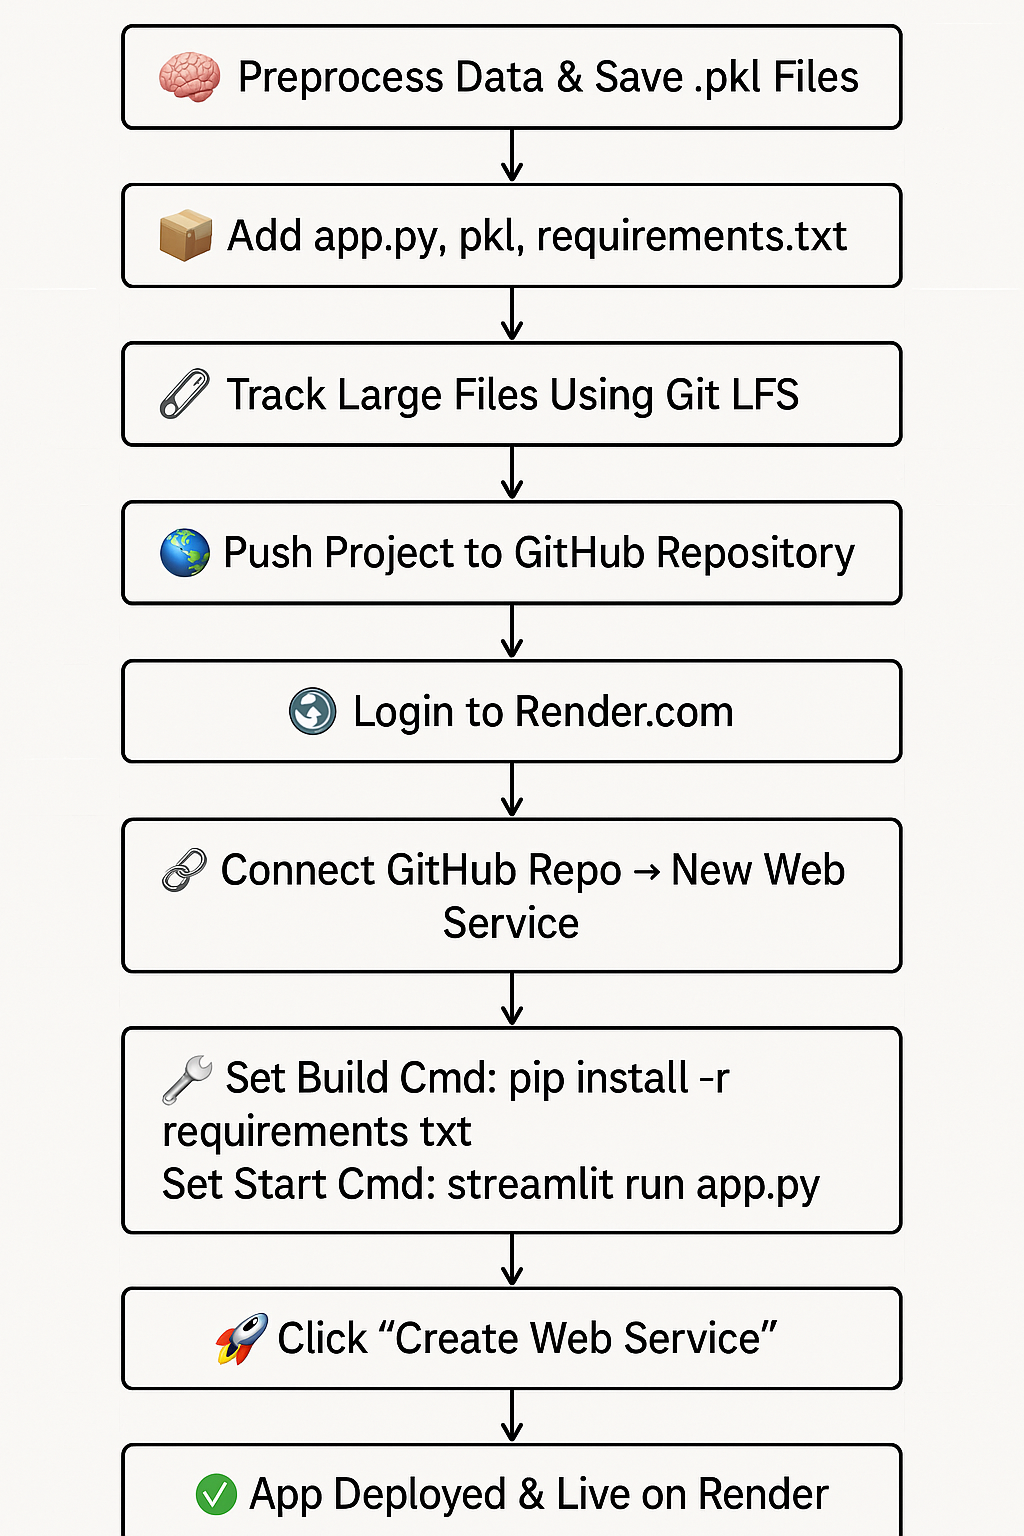 🧠 Preprocess Data & Save .pkl Files
📦 Add app.py, pkl, requirements.txt
Track Large Files Using Git LFS
Push Project to GitHub Repository
Login to Render.com
🔗 Connect GitHub Repo → New Web
Service
🔧 Set Build Cmd: pip install -r
requirements txt
Set Start Cmd: streamlit run app.py
🚀 Click “Create Web Service”
✅ App Deployed & Live on Render